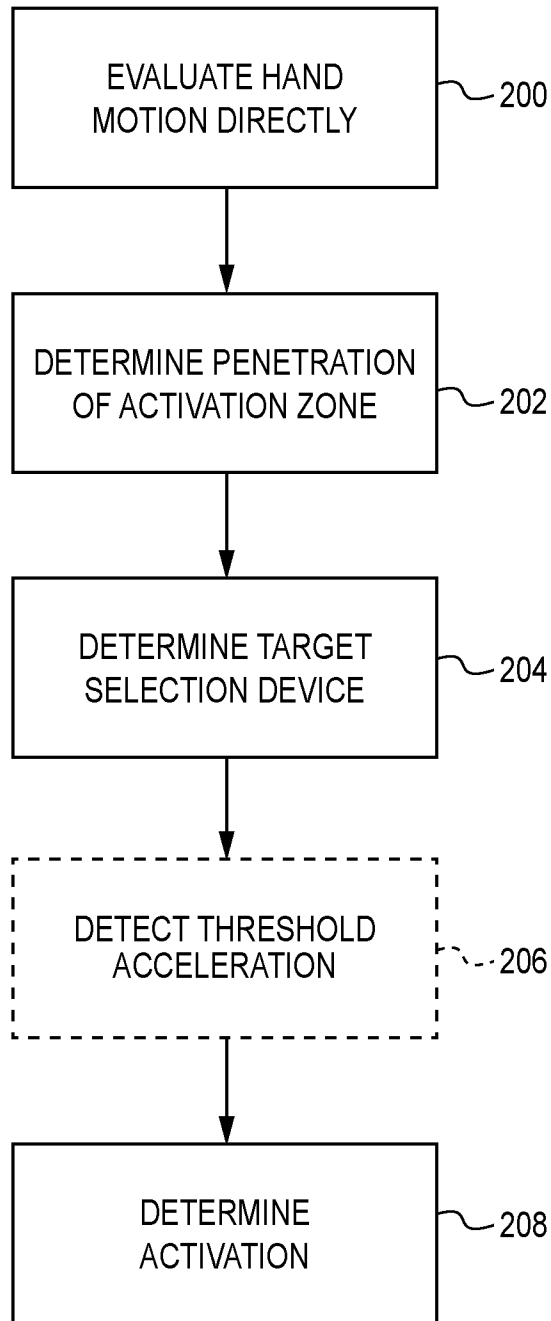 EVALUATE HAND
MOTION DIRECTLY
200
DETERMINE PENETRATION
OF ACTIVATION ZONE
202
DETERMINE TARGET
SELECTION DEVICE
204
DETECT THRESHOLD
ACCELERATION
206
DETERMINE
ACTIVATION
208